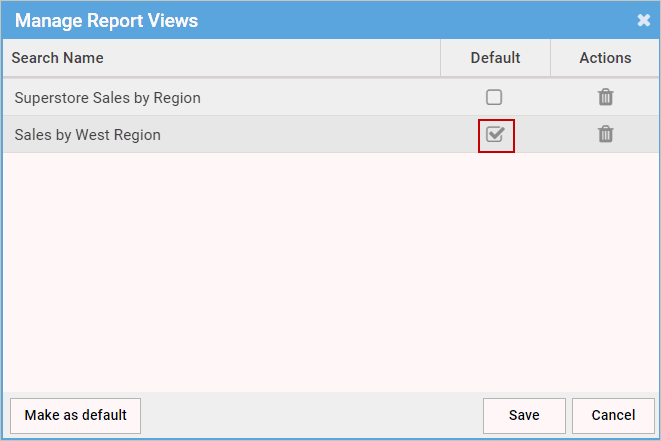 Manage Report Views
Search Name Default Actions
Superstore Sales by Region
Sales by West Region
Make as default Save Cancel